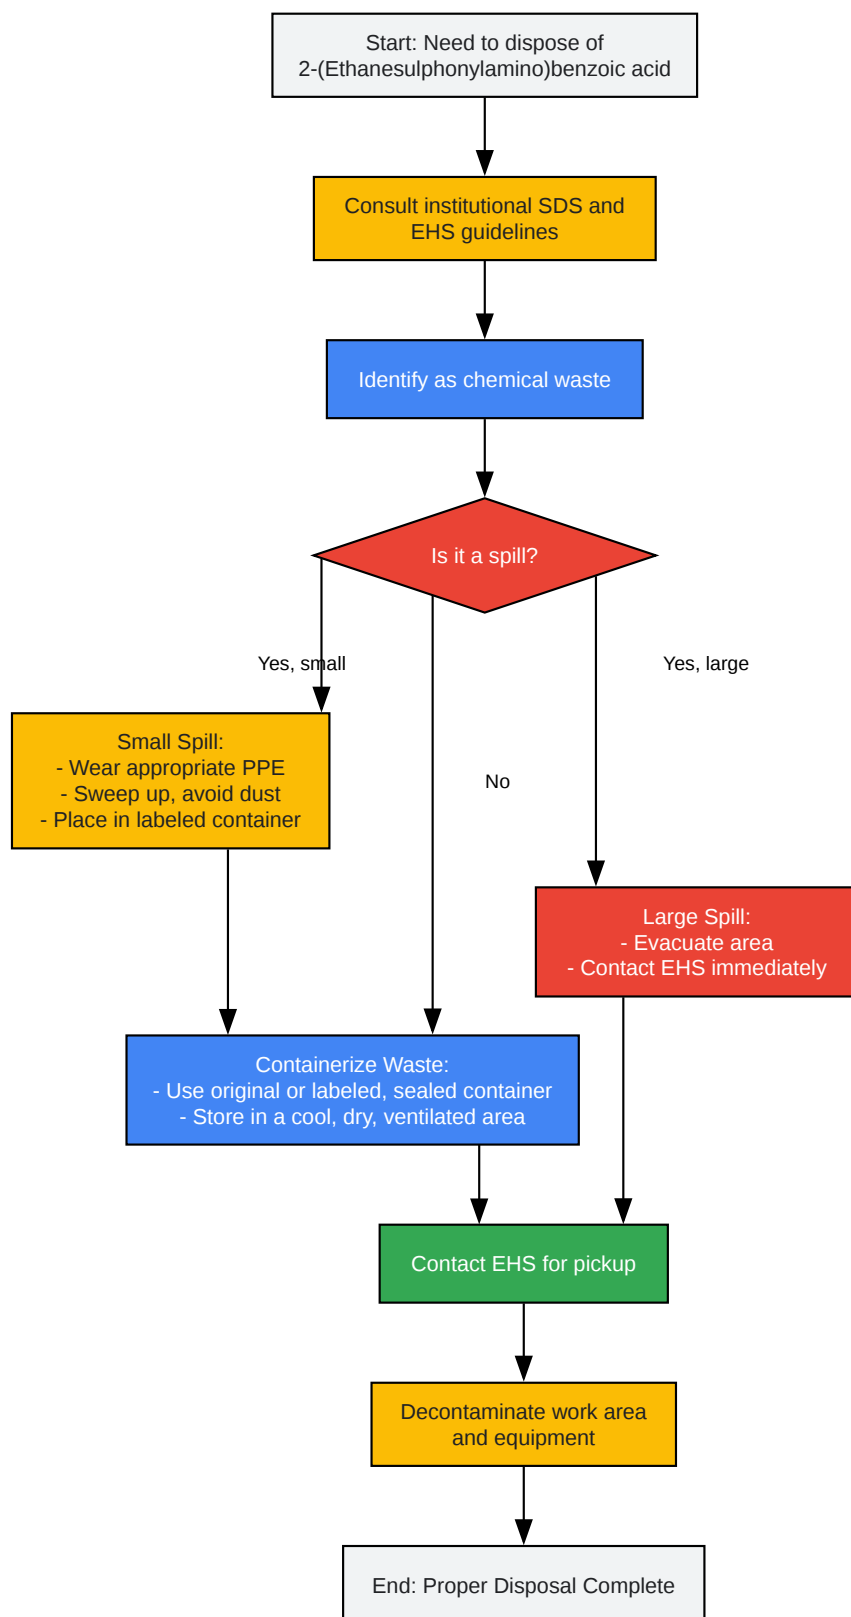 Start: Need to dispose of
2-(Ethanesulphonylamino)benzoic acid
Consult institutional SDS and
EHS guidelines
Identify as chemical waste
Is it a spill?
Yes, small
Yes, large
Small Spill:
- Wear appropriate PPE
- Sweep up, avoid dust
- Place in labeled container
No
Large Spill:
- Evacuate area
- Contact EHS immediately
Containerize Waste:
- Use original or labeled, sealed container
- Store in a cool, dry, ventilated area
Contact EHS for pickup
Decontaminate work area
and equipment
End: Proper Disposal Complete